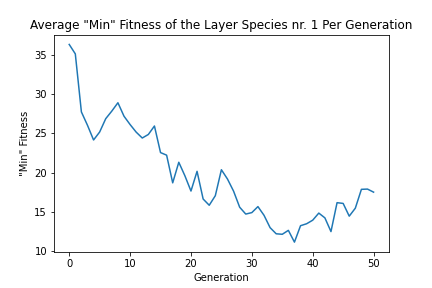 Average "Min" Fitness of the Layer Species nr. 1 Per Generation
35
30
25
20
15
10
"Min" Fitness
0 10 20 30 40 50
Generation